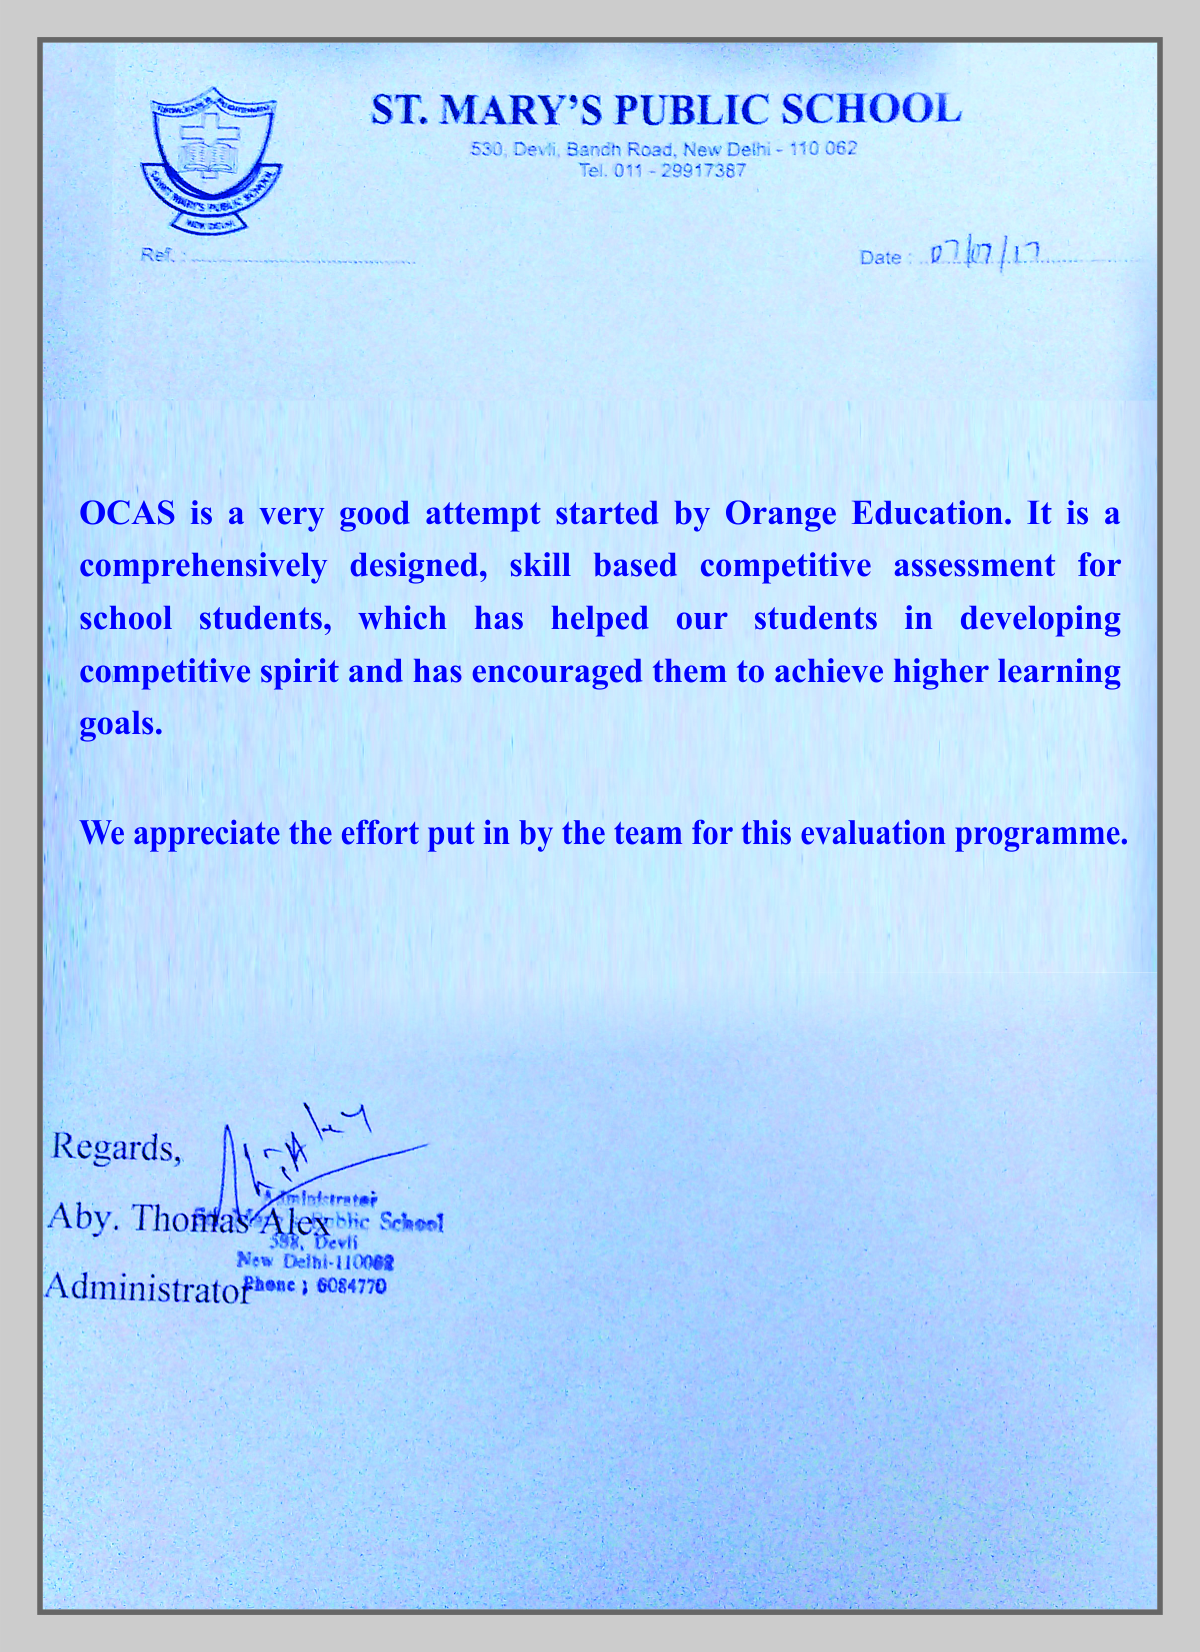 ST. MARY'S PUBLIC SCHOOL
530, Devli, Bandh Road, New Delhi - 110 062
Tel. 011 - 29917387
SAINT MARY'S PUBLIC SCHOOL
NEW DELHI
Ref. :
Date : 07/07/17
OCAS is a very good attempt started by Orange Education. It is a
comprehensively designed, skill based competitive assessment for
school students, which has helped our students in developing
competitive spirit and has encouraged them to achieve higher learning
goals.
We appreciate the effort put in by the team for this evaluation programme.
Regards,
Administrator
Aby. Thomas Alex
Public School
Devli
New Delhi-110062
Administrator
Phone ; 6084770